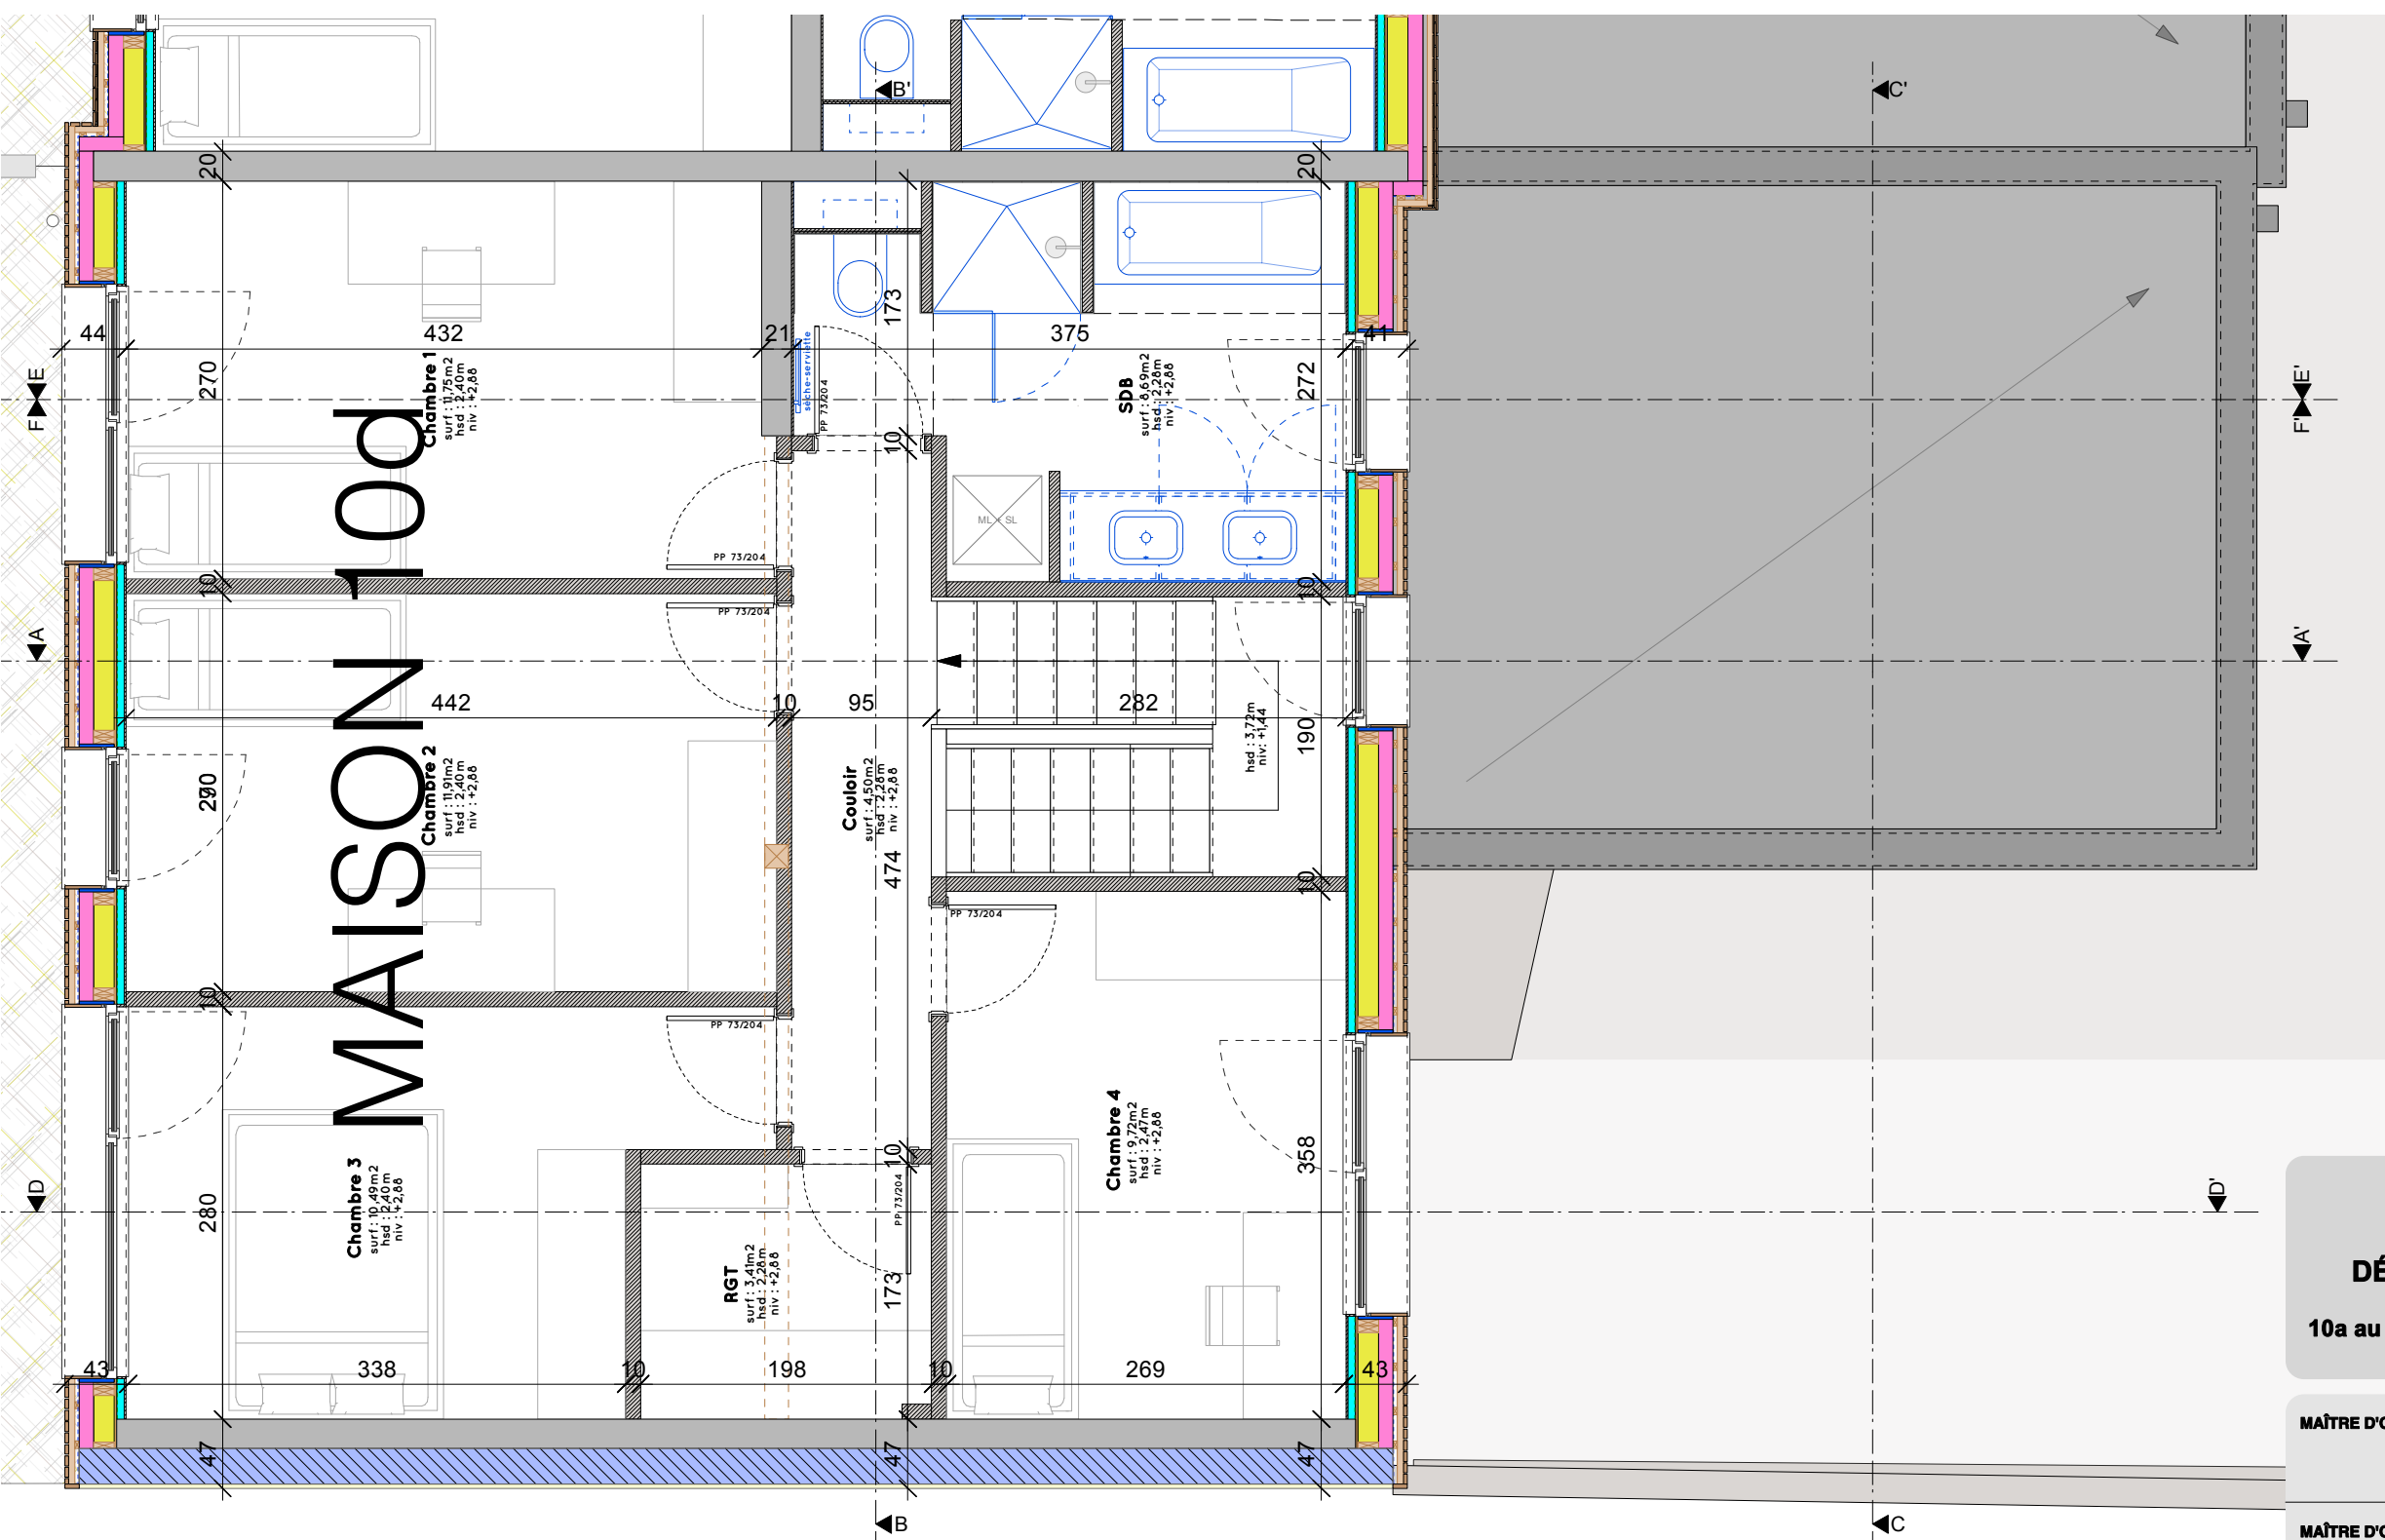 B'
C'
20
20
44
432
21
173
375
41
Chambre 1
surf : 11,75m2
hsd : 2,40m
niv : +2,88
270
sèche-serviette
PP 73/204
SDB
surf : 8,69m2
hsd : 2,28m
niv : +2,88
272
E
F
E'
F'
10
ML + SL
PP 73/204
10
10
PP 73/204
A
A'
MAISON 10d
442
10
95
282
hsd : 3,72m
niv: +1,44
190
Chambre 2
surf : 11,91m2
hsd : 2,40m
niv : +2,88
Couloir
surf : 4,50m2
hsd : 2,28m
niv : +2,88
474
10
PP 73/204
10
PP 73/204
Chambre 4
surf : 9,72m2
hsd : 2,47m
niv : +2,88
10
358
Chambre 3
surf : 10,49m2
hsd : 2,40m
niv : +2,88
280
D
D'
PP 73/204
RGT
surf : 3,41m2
hsd : 2,28m
niv : +2,88
173
DÉ
10a au
43
338
10
198
10
269
43
MAÎTRE D'O
47
47
47
B
C
MAÎTRE D'O